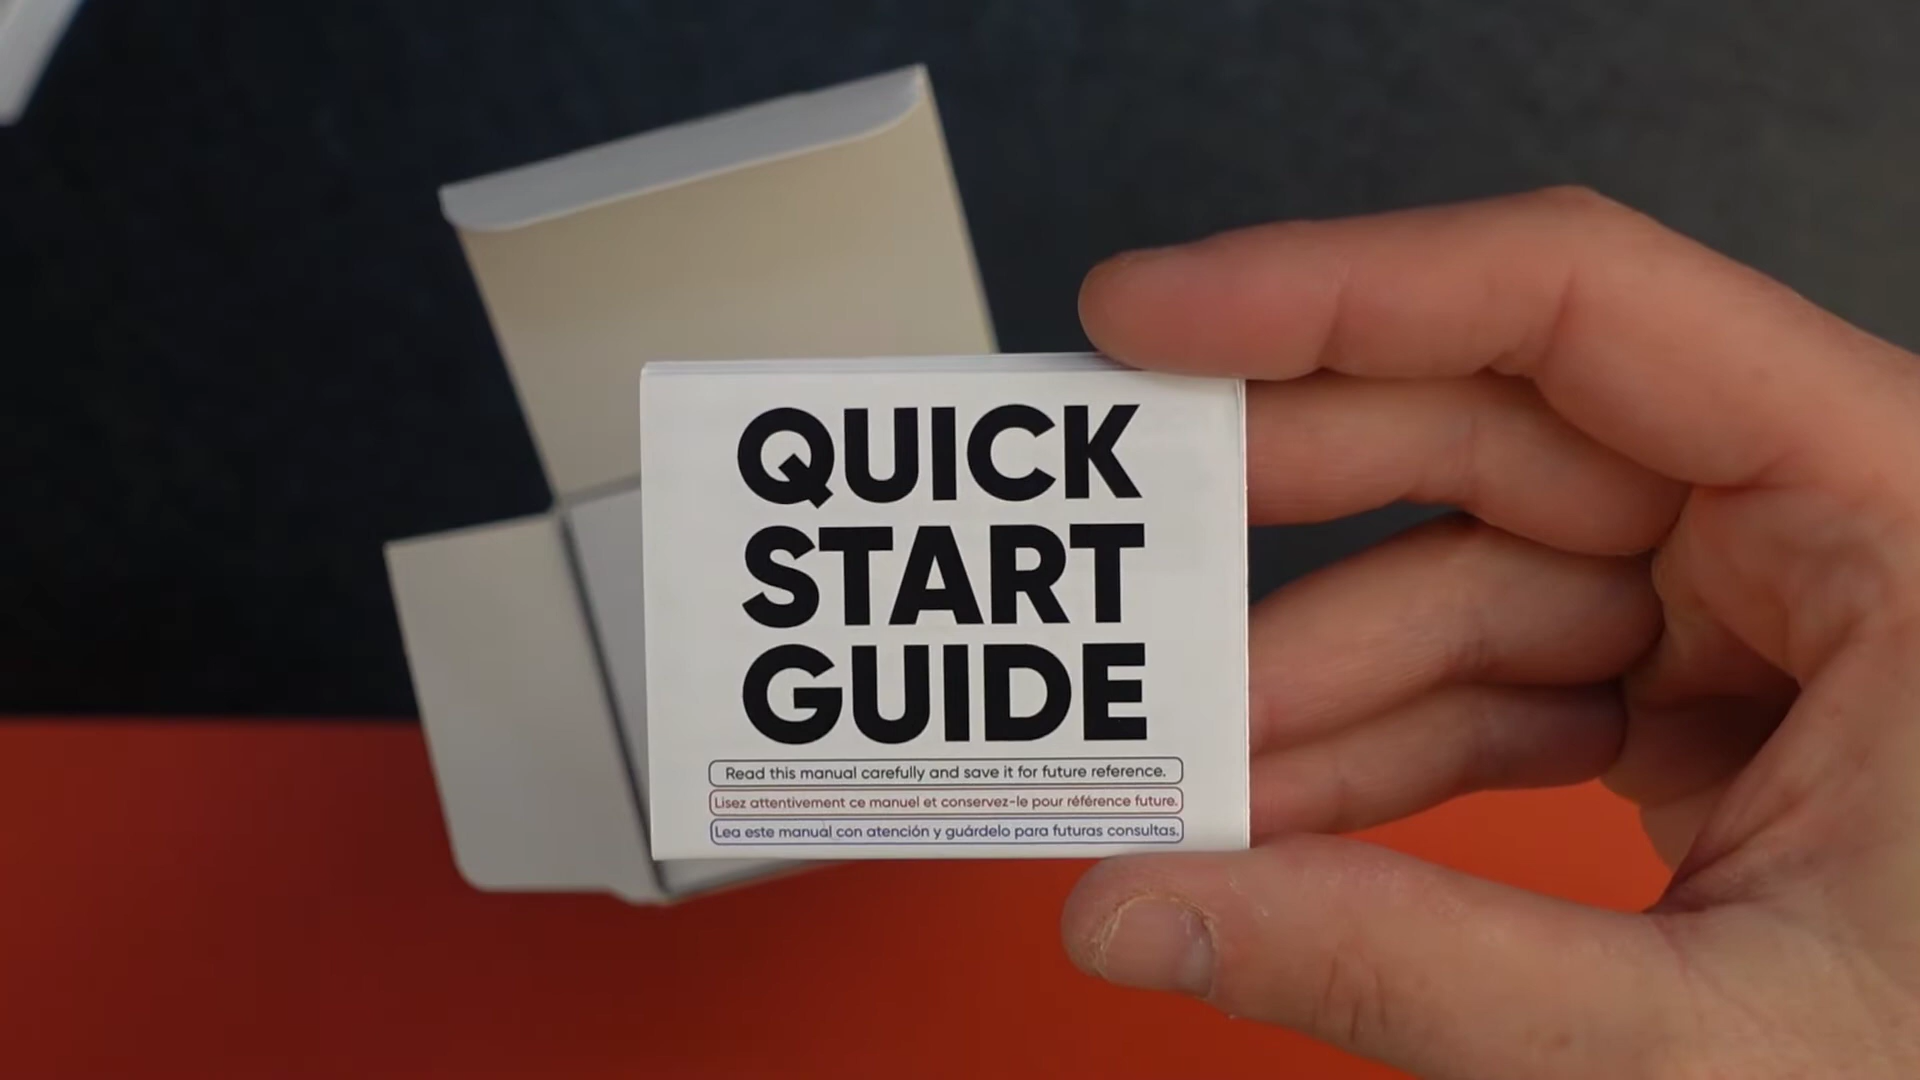 QUICK
START
GUIDE
Read this manual carefully and save it for future reference.
Lisez attentivement ce manuel et conservez-le pour référence future.
Lea este manual con atención y guárdelo para futuras consultas.